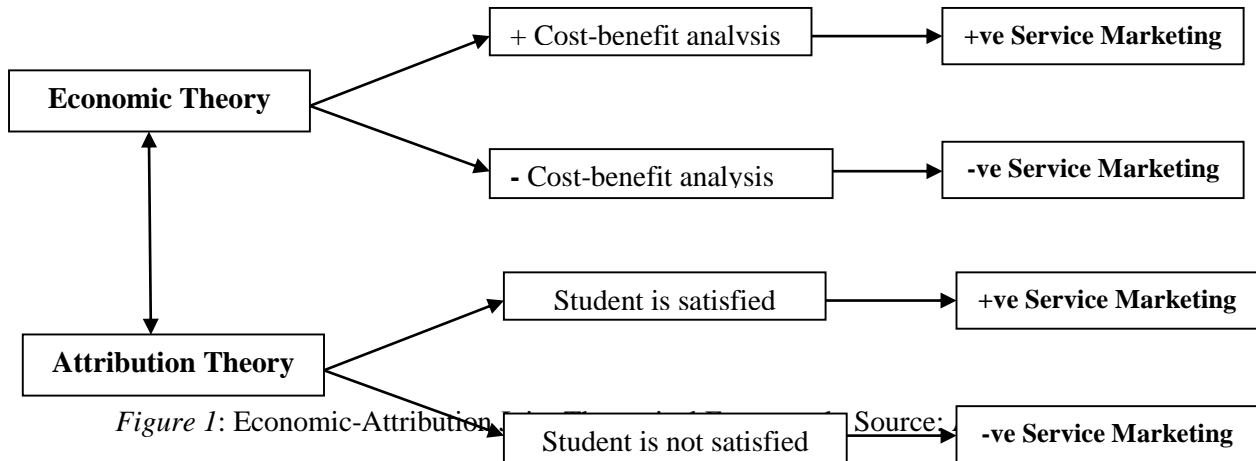 + Cost-benefit analysis
+ve Service Marketing
Economic Theory
- Cost-benefit analysis
-ve Service Marketing
Student is satisfied
+ve Service Marketing
Attribution Theory
Figure 1: Economic-Attribution Source:
Student is not satisfied
-ve Service Marketing